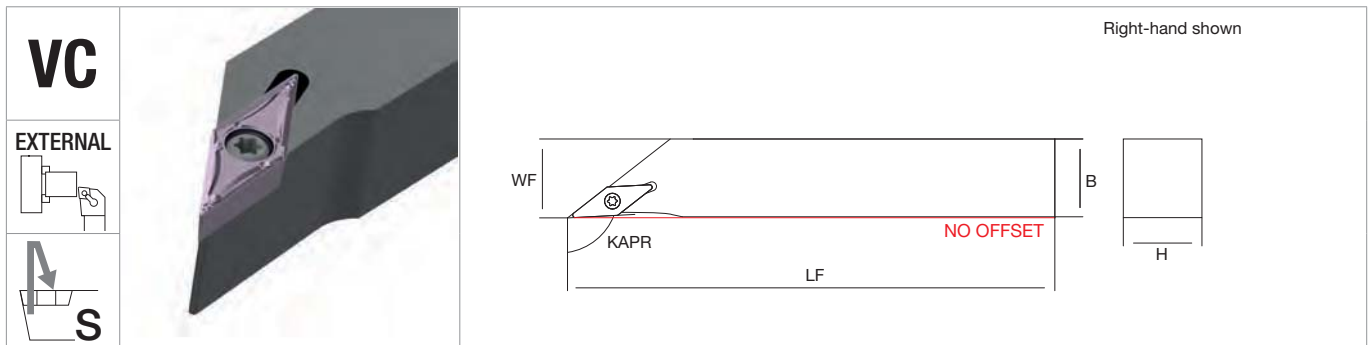 VC
EXTERNAL
S
Right-hand shown
WF
B
KAPR
NO OFFSET
LF
H